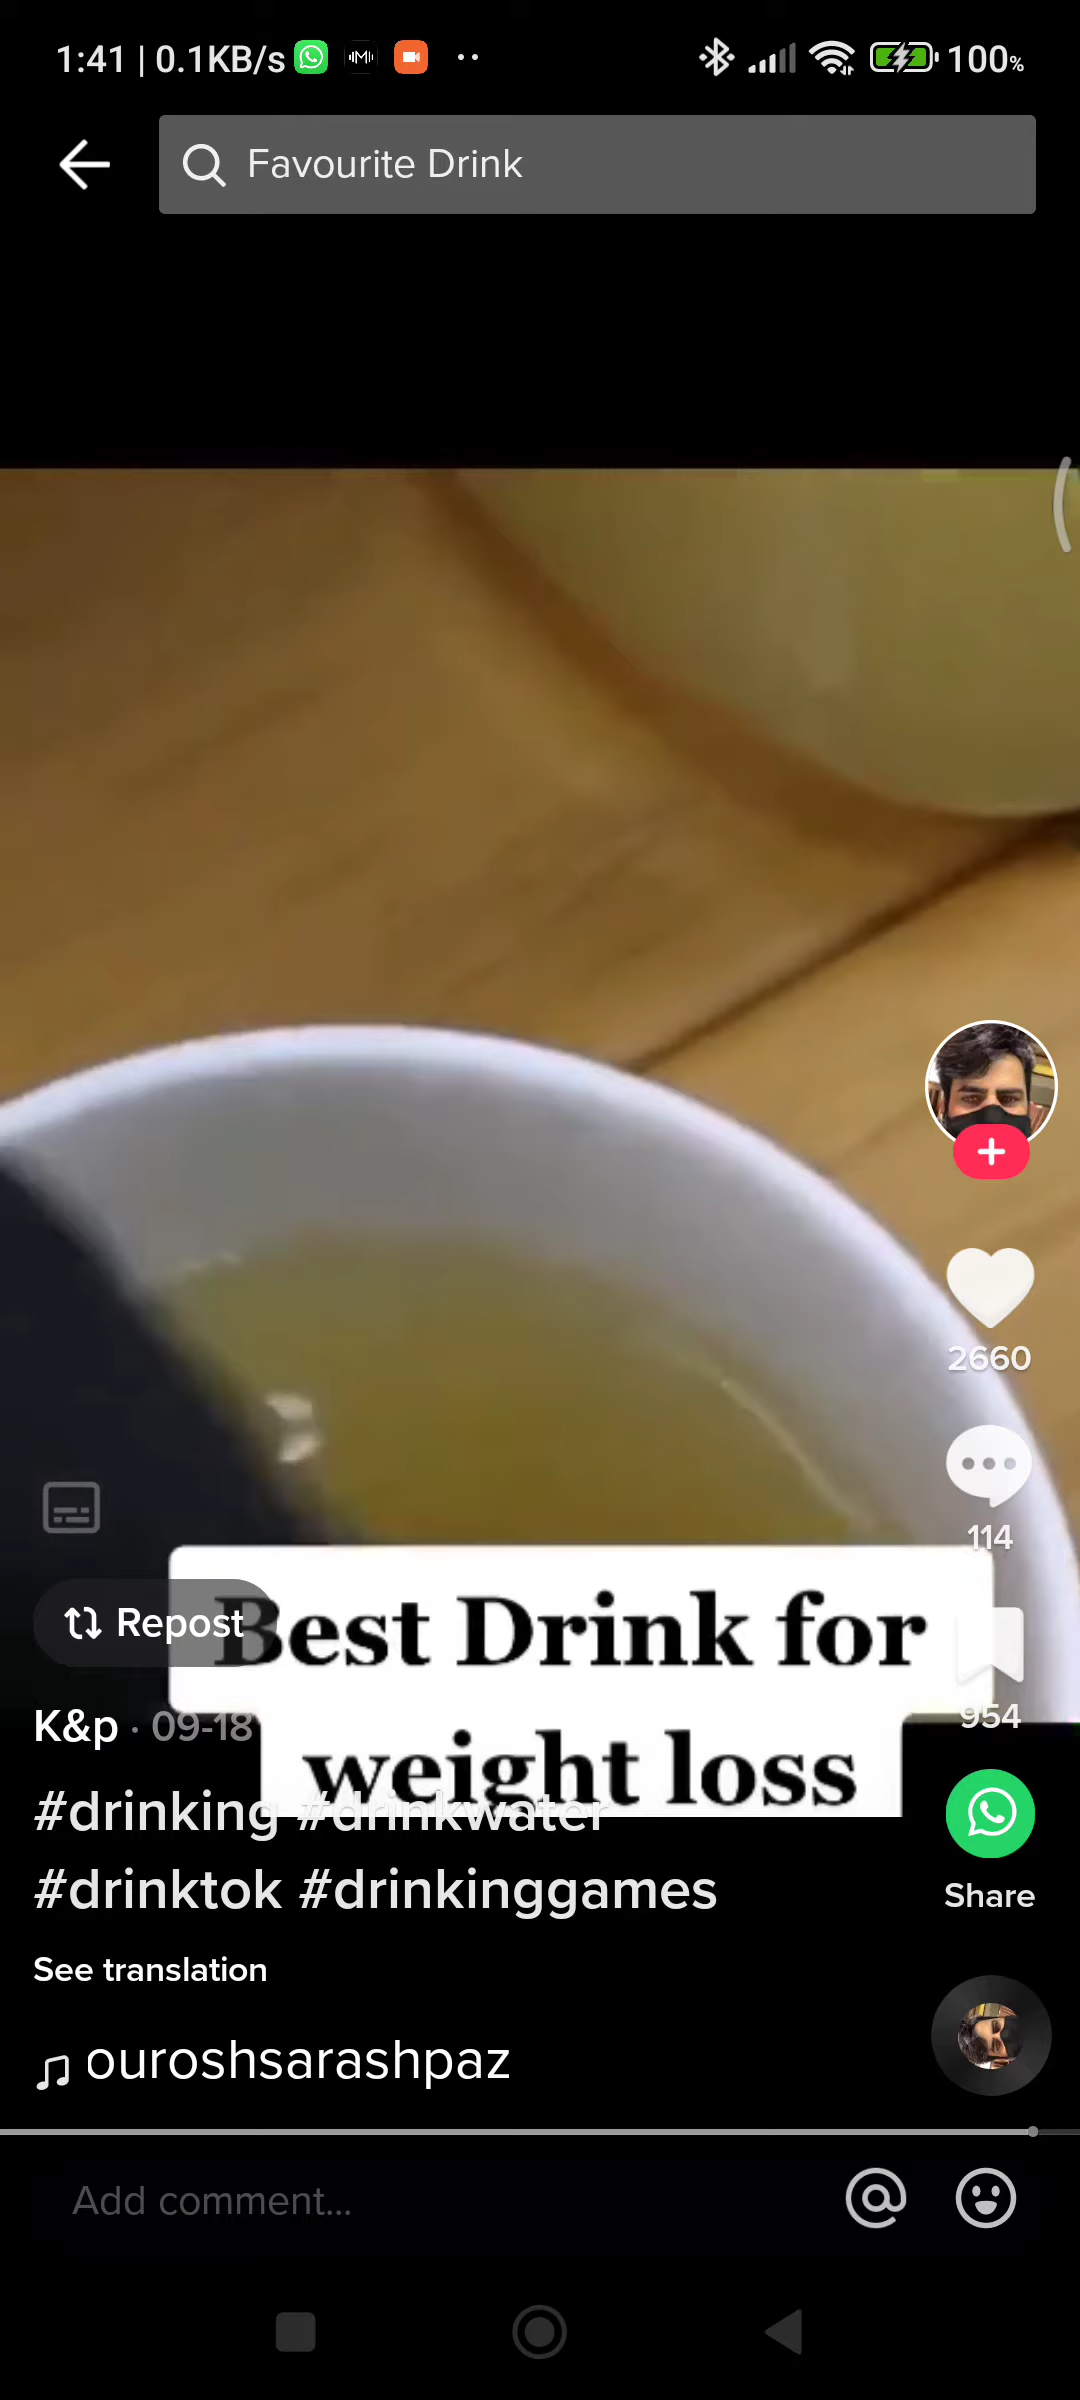 1:41 | 0.1KB/s
100%
Favourite Drink
2660
114
Best Drink for
weight loss
Repost
954
K&p · 09-18
#drinking #drinkwater
#drinktok #drinkinggames
Share
See translation
ouroshsarashpaz
Add comment...